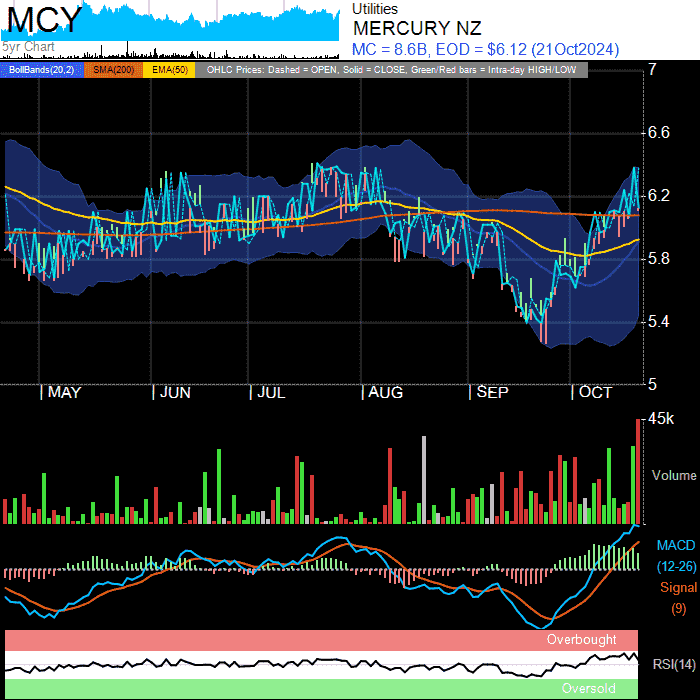 MCY
5yr Chart
Utilities
MERCURY NZ
MC = 8.6B, EOD = $6.12 (21Oct2024)
BollBands(20,2) SMA(200) EMA(50) OHLC Prices: Dashed = OPEN, Solid = CLOSE, Green/Red bars = Intra-day HIGH/LOW
7
6.6
6.2
5.8
5.4
5
MAY JUN JUL AUG SEP OCT
45k
Volume
MACD
(12-26)
Signal
(9)
Overbought
RSI(14)
Oversold